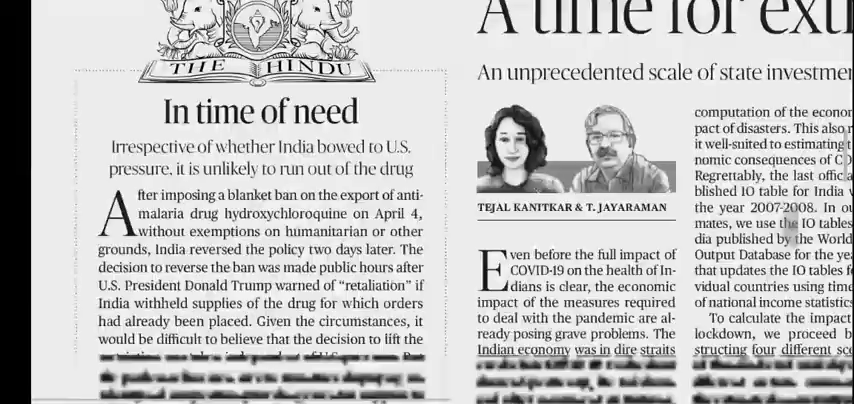 THE HINDU
In time of need
Irrespective of whether India bowed to U.S.
pressure, it is unlikely to run out of the drug
After imposing a blanket ban on the export of anti-
malaria drug hydroxychloroquine on April 4,
without exemptions on humanitarian or other
grounds, India reversed the policy two days later. The
decision to reverse the ban was made public hours after
U.S. President Donald Trump warned of “retaliation” if
India withheld supplies of the drug for which orders
had already been placed. Given the circumstances, it
would be difficult to believe that the decision to lift the
A time for
An unprecedented scale of state
TEJAL KANITKAR & T. JAYARAMAN
Even before the full impact of
COVID-19 on the health of In-
dians is clear, the economic
impact of the measures required
to deal with the pandemic are al-
ready posing grave problems. The
Indian economy was in dire straits
computation of the econo
pact of disasters. This also
it well-suited to estimating
nomic consequences of
Regrettably, the last offic
blished IO table for India
the year 2007-2008. In
mates, we use the IO tables
dia published by the World
Output Database for the
that updates the IO tables
vidual countries using time
of national income statistics
To calculate the impact
lockdown, we proceed
structing four different